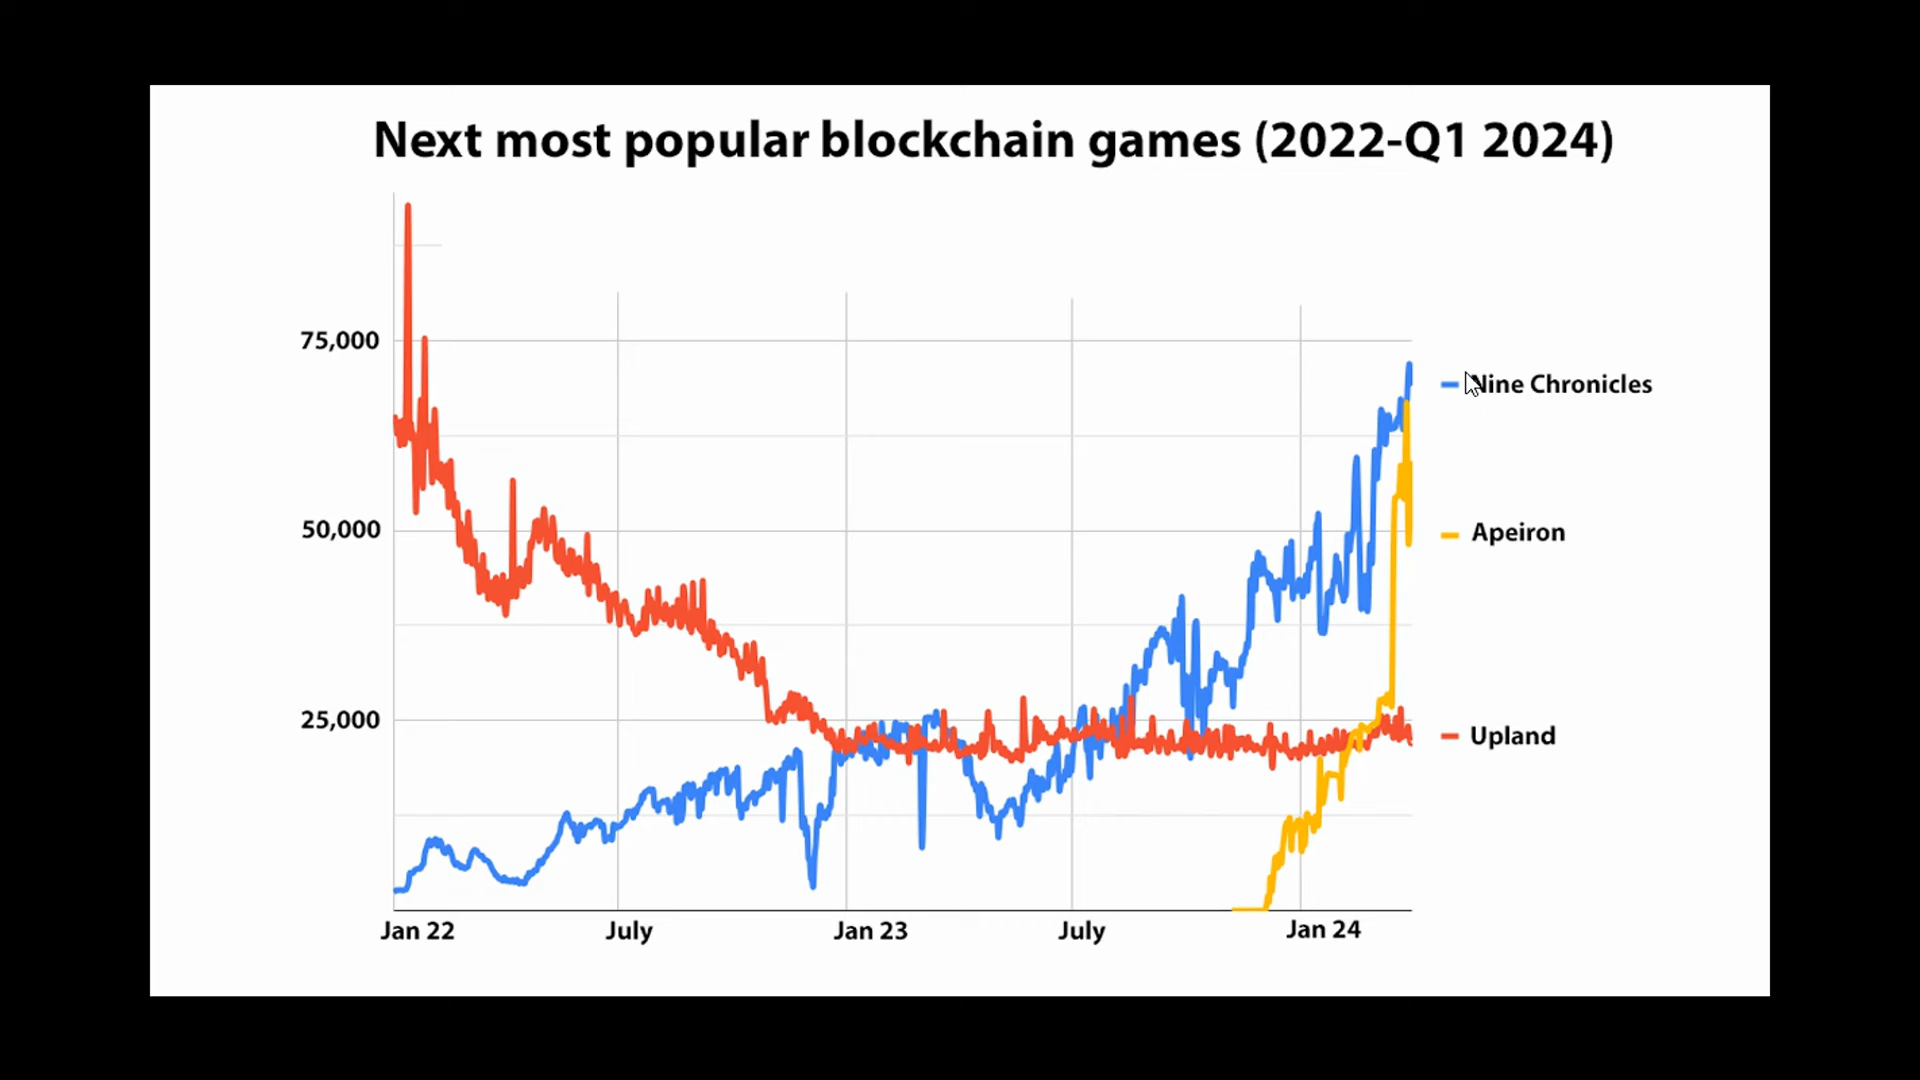 Next most popular blockchain games (2022-Q1 2024)
75,000
50,000
25,000
Jan 22
July
Jan 23
July
Jan 24
Nine Chronicles
Apeiron
Upland